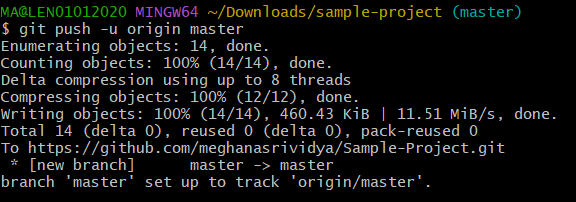 MA@LEN01012020 MINGW64 ~/Downloads/sample-project (master)
$ git push -u origin master
Enumerating objects: 14, done.
Counting objects: 100% (14/14), done.
Delta compression using up to 8 threads
Compressing objects: 100% (12/12), done.
Writing objects: 100% (14/14), 460.43 KiB | 11.51 MiB/s, done.
Total 14 (delta 0), reused 0 (delta 0), pack-reused 0
To https://github.com/meghanasrividya/Sample-Project.git
 * [new branch]      master -> master
branch 'master' set up to track 'origin/master'.